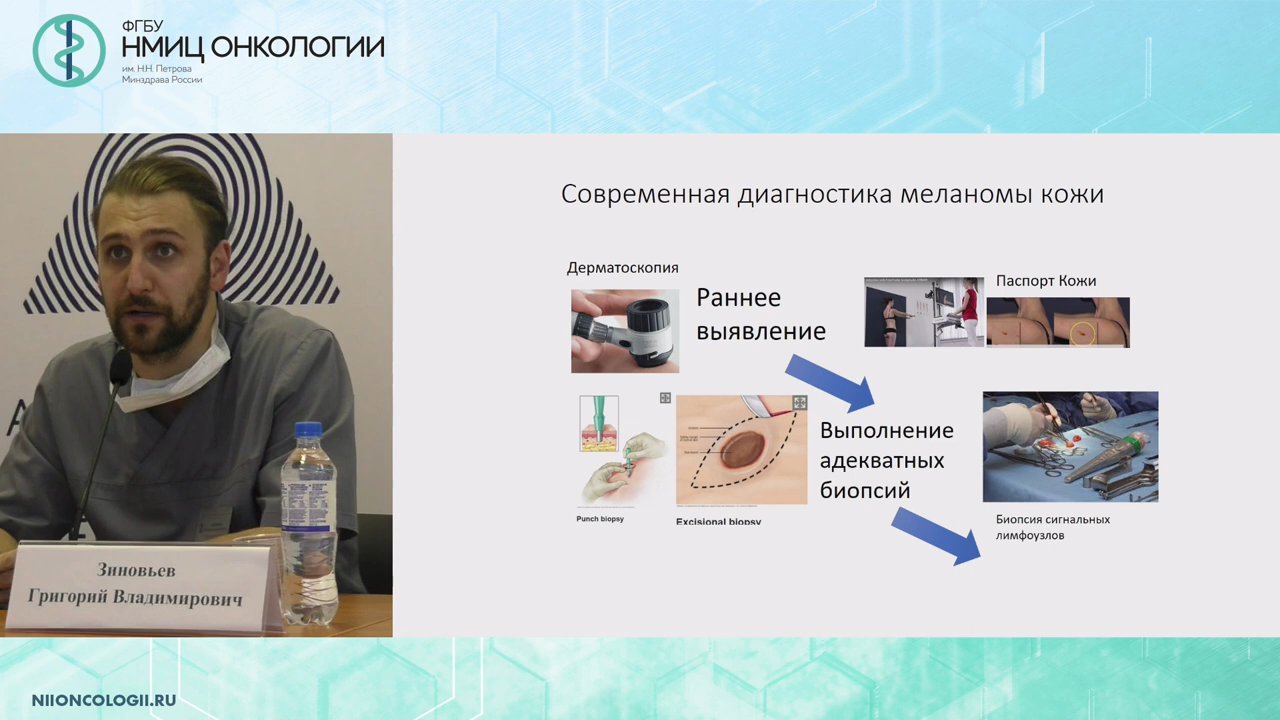 ФГБУ
НМИЦ ОНКОЛОГИИ
им. Н.Н. Петрова
Минздрава России
Современная диагностика меланомы кожи
Дерматоскопия
Раннее
выявление
Паспорт Кожи
Выполнение
адекватных
биопсий
Punch biopsy
Excisional biopsy
Биопсия сигнальных
лимфоузлов
Зиновьев
Григорий Владимирович
NIIONCOLOGII.RU